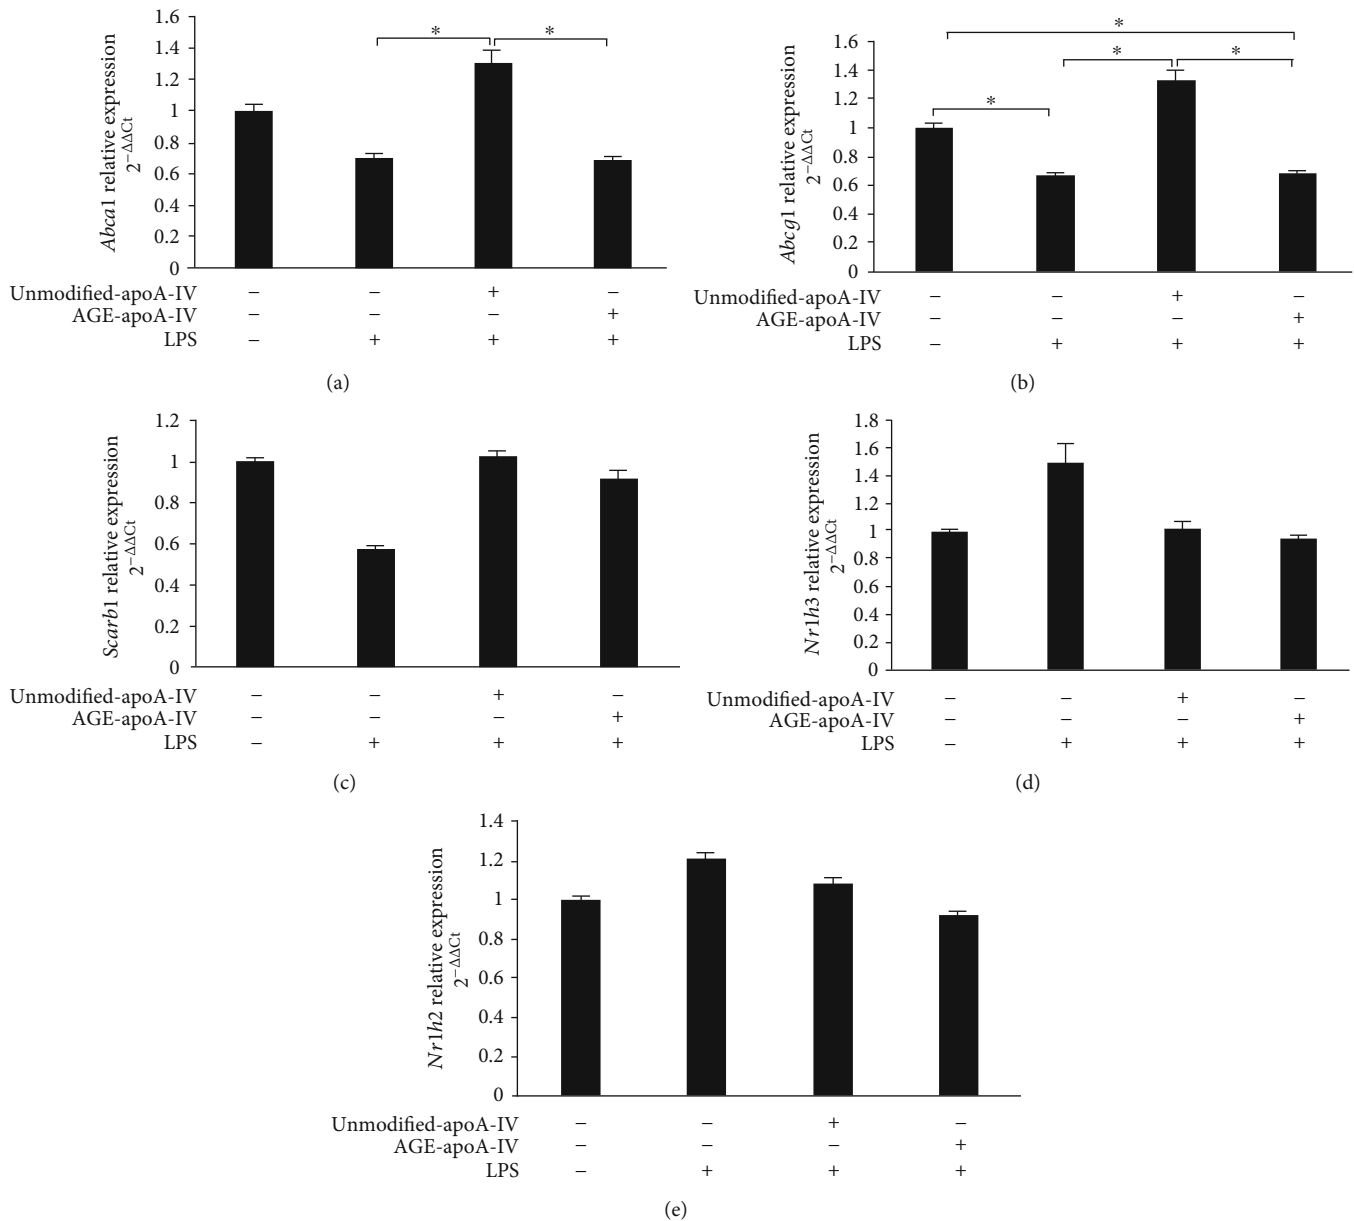 1.6
1.4
1.2
1
0.8
0.6
0.4
0.2
0
Abca1 relative expression
2^−ΔΔCt
* *
Unmodified-apoA-IV − − + −
AGE-apoA-IV − − − +
LPS − + + +
(a)
1.6
1.4
1.2
1
0.8
0.6
0.4
0.2
0
Abcg1 relative expression
2^−ΔΔCt
*
* *
*
Unmodified-apoA-IV − − + −
AGE-apoA-IV − − − +
LPS − + + +
(b)
1.2
1
0.8
0.6
0.4
0.2
0
Scarb1 relative expression
2^−ΔΔCt
Unmodified-apoA-IV − − + −
AGE-apoA-IV − − − +
LPS − + + +
(c)
1.8
1.6
1.4
1.2
1
0.8
0.6
0.4
0.2
0
Nr1h3 relative expression
2^−ΔΔCt
Unmodified-apoA-IV − − + −
AGE-apoA-IV − − − +
LPS − + + +
(d)
1.4
1.2
1
0.8
0.6
0.4
0.2
0
Nr1h2 relative expression
2^−ΔΔCt
Unmodified-apoA-IV − − + −
AGE-apoA-IV − − − +
LPS − + + +
(e)